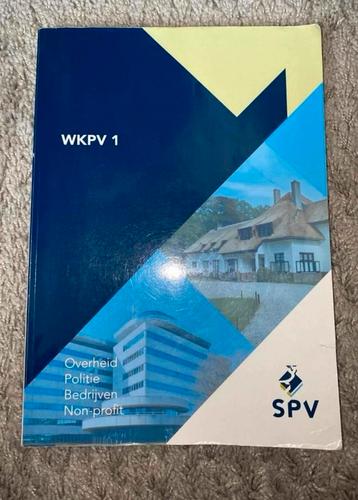 WKPV 1
Overheid
Politie
Bedrijven
Non-profit
SPV